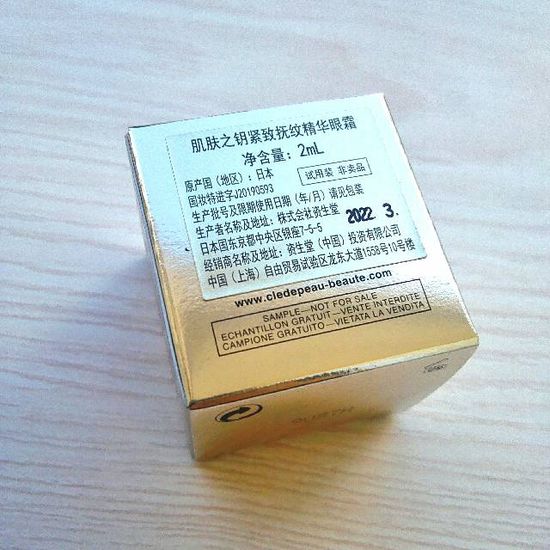 肌肤之钥紧致抚纹精华眼霜
净含量：2mL
原产国（地区）：日本
试用装 非卖品
国妆特进字J20190593
生产批号及限期使用日期（年/月）请见包装
生产者名称及地址：株式会社资生堂
2022 3.
日本国东京都中央区银座7-5-5
经销商名称及地址：资生堂（中国）投资有限公司
中国（上海）自由贸易试验区龙东大道1558号10号楼
www.cledepeau-beaute.com
SAMPLE—NOT FOR SALE
ECHANTILLON GRATUIT—VENTE INTERDITE
CAMPIONE GRATUITO—VIETATA LA VENDITA